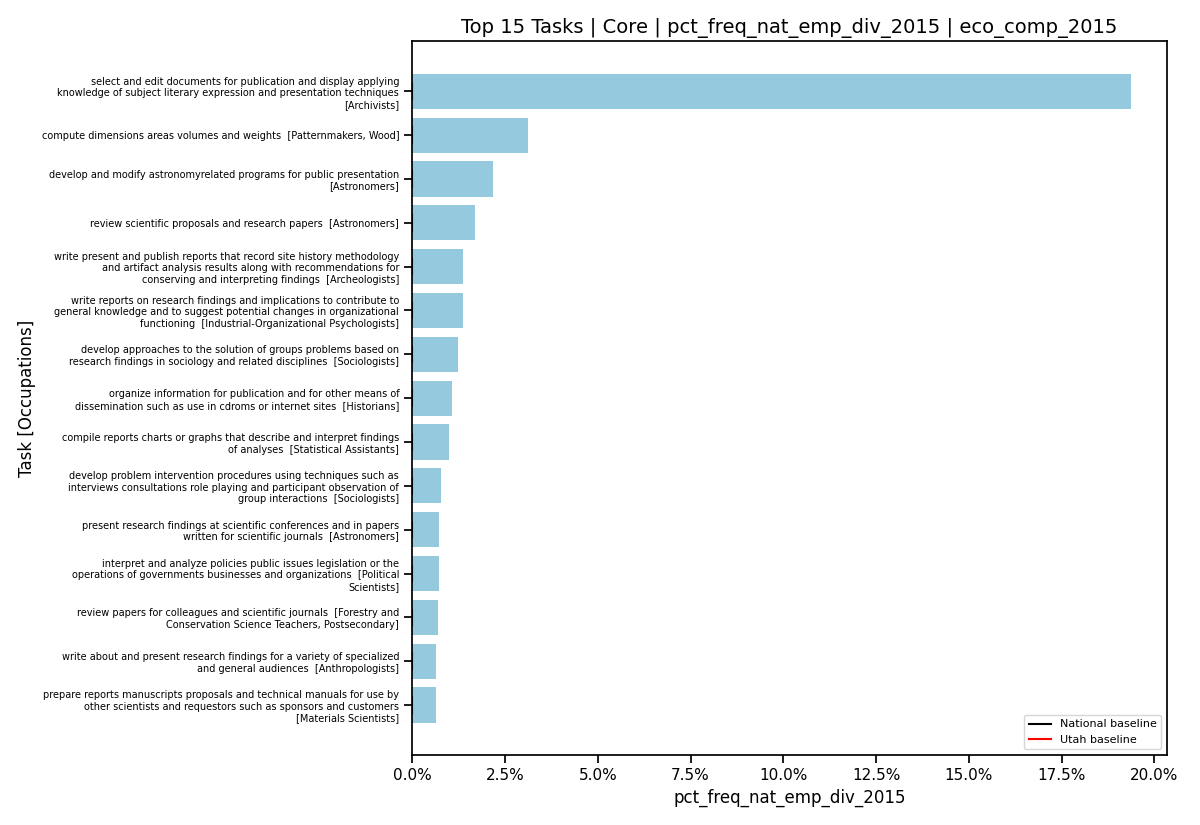 Top 15 Tasks | Core | pct_freq_nat_emp_div_2015 | eco_comp_2015
select and edit documents for publication and display applying
knowledge of subject literary expression and presentation techniques
[Archivists]
compute dimensions areas volumes and weights  [Patternmakers, Wood]
develop and modify astronomyrelated programs for public presentation
[Astronomers]
review scientific proposals and research papers  [Astronomers]
write present and publish reports that record site history methodology
and artifact analysis results along with recommendations for
conserving and interpreting findings  [Archeologists]
write reports on research findings and implications to contribute to
general knowledge and to suggest potential changes in organizational
functioning  [Industrial-Organizational Psychologists]
develop approaches to the solution of groups problems based on
research findings in sociology and related disciplines  [Sociologists]
organize information for publication and for other means of
dissemination such as use in cdroms or internet sites  [Historians]
compile reports charts or graphs that describe and interpret findings
of analyses  [Statistical Assistants]
develop problem intervention procedures using techniques such as
interviews consultations role playing and participant observation of
group interactions  [Sociologists]
present research findings at scientific conferences and in papers
written for scientific journals  [Astronomers]
interpret and analyze policies public issues legislation or the
operations of governments businesses and organizations  [Political
Scientists]
review papers for colleagues and scientific journals  [Forestry and
Conservation Science Teachers, Postsecondary]
write about and present research findings for a variety of specialized
and general audiences  [Anthropologists]
prepare reports manuscripts proposals and technical manuals for use by
other scientists and requestors such as sponsors and customers
[Materials Scientists]
Task [Occupations]
National baseline
Utah baseline
0.0% 2.5% 5.0% 7.5% 10.0% 12.5% 15.0% 17.5% 20.0%
pct_freq_nat_emp_div_2015